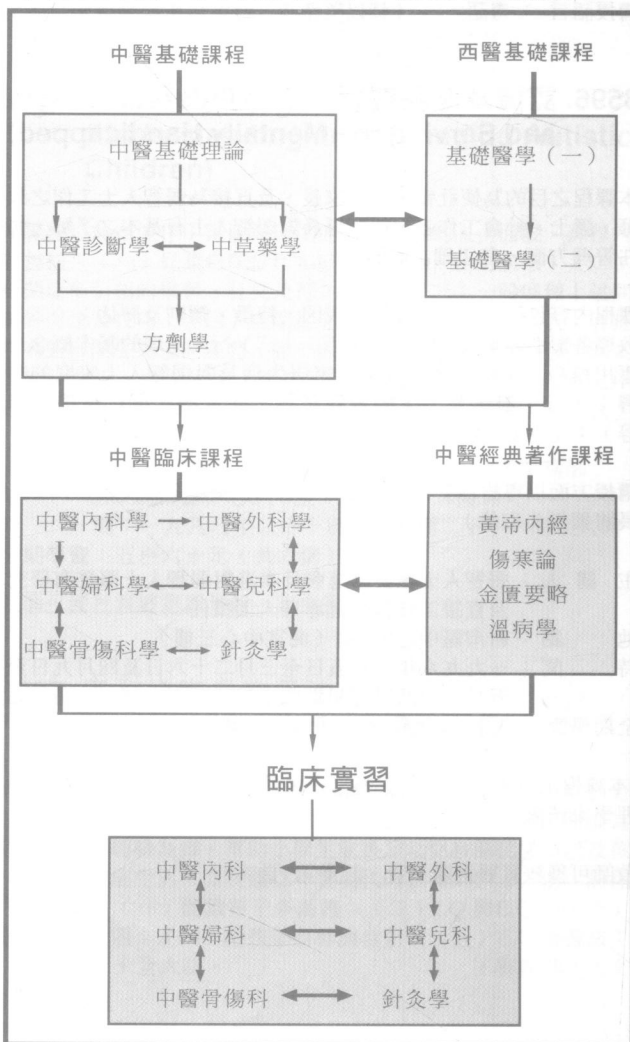 中醫基礎課程
西醫基礎課程
中醫基礎理論
中醫診斷學
中草藥學
方劑學
基礎醫學（一）
基礎醫學（二）
中醫臨床課程
中醫經典著作課程
中醫內科學
中醫外科學
中醫婦科學
中醫兒科學
中醫骨傷科學
針灸學
黃帝內經
傷寒論
金匱要略
溫病學
臨床實習
中醫內科
中醫外科
中醫婦科
中醫兒科
中醫骨傷科
針灸學